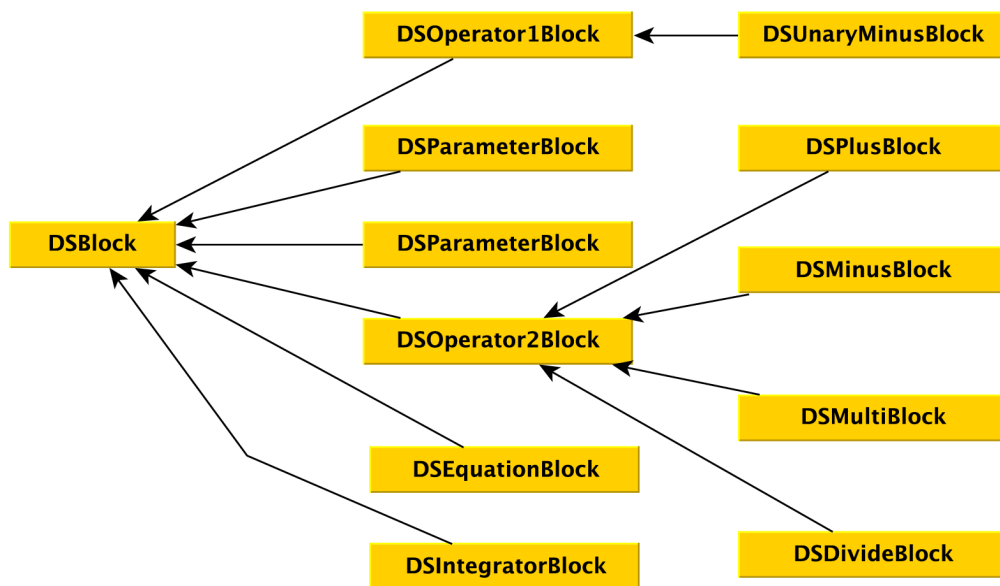 DSOperator1Block
DSUnaryMinusBlock
DSParameterBlock
DSPlusBlock
DSBlock
DSParameterBlock
DSMinusBlock
DSOperator2Block
DSMultiBlock
DSEquationBlock
DSDivideBlock
DSIntegratorBlock